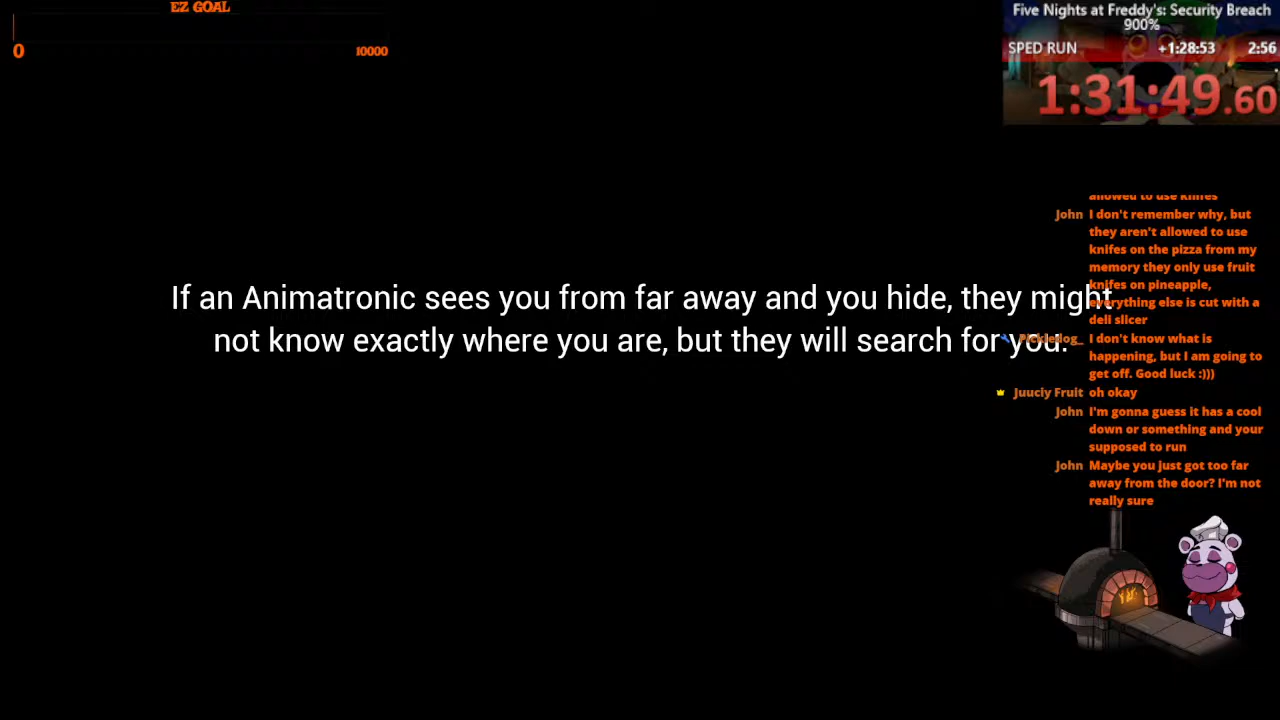 EZ GOAL
0
10000
Five Nights at Freddy's: Security Breach
900%
SPED RUN +1:28:53 2:56
1:31:49.60
If an Animatronic sees you from far away and you hide, they might
not know exactly where you are, but they will search for you.
allowed to use knifes
John I don't remember why, but
they aren't allowed to use
knifes on the pizza from my
memory they only use fruit
knifes on pineapple,
everything else is cut with a
deli slicer
Pickledog_ I don't know what is
happening, but I am going to
get off. Good luck :)))
Juuciy Fruit oh okay
John I'm gonna guess it has a cool
down or something and your
supposed to run
John Maybe you just got too far
away from the door? I'm not
really sure